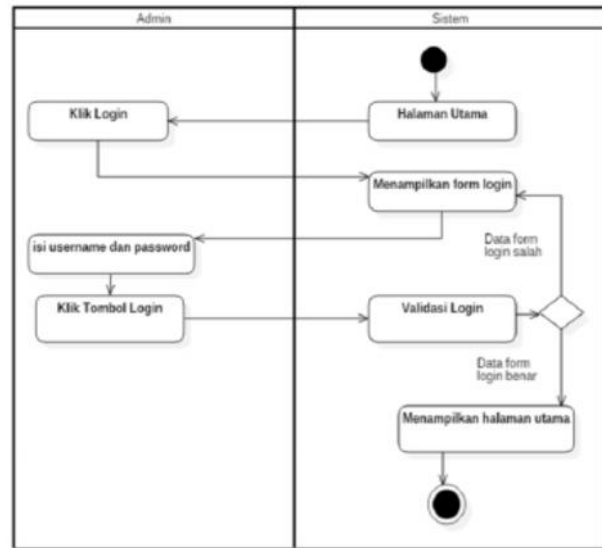 Admin
Sistem
Halaman Utama
Klik Login
Menampilkan form login
isi username dan password
Klik Tombol Login
Validasi Login
Data form
login salah
Data form
login benar
Menampilkan halaman utama